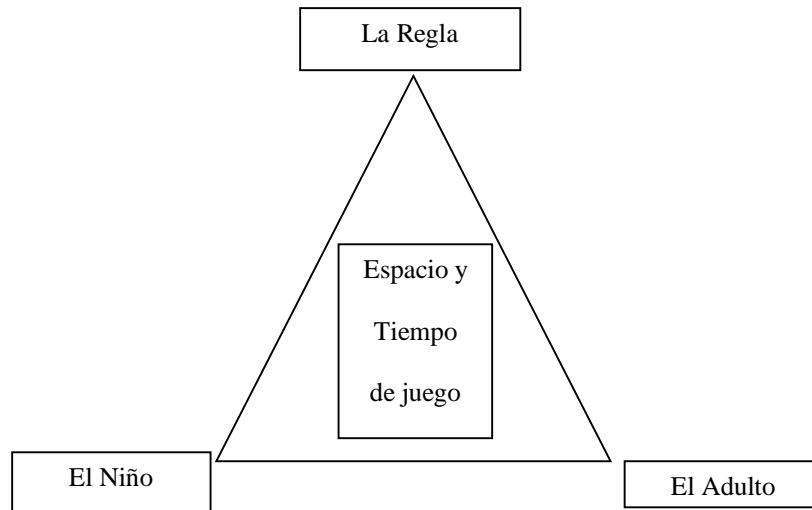 La Regla
Espacio y
Tiempo
de juego
El Niño
El Adulto